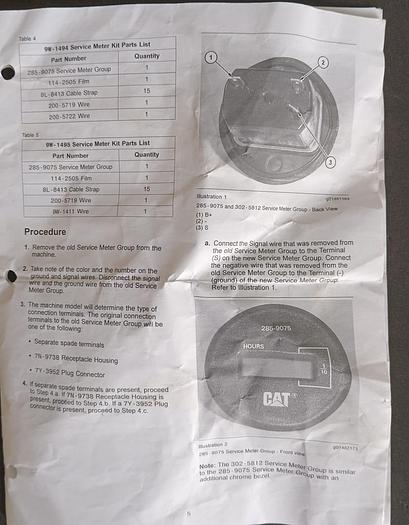 Table 4
9W-1494 Service Meter Kit Parts List
Part Number Quantity
285-9075 Service Meter Group 1
114-2505 Film 1
8L-8413 Cable Strap 15
200-5719 Wire 1
200-5722 Wire 1
Table 5
9W-1495 Service Meter Kit Parts List
Part Number Quantity
285-9075 Service Meter Group 1
114-2505 Film 1
8L-8413 Cable Strap 15
200-5719 Wire 1
9W-1411 Wire 1
Procedure
1. Remove the old Service Meter Group from the
machine.
2. Take note of the color and the number on the
ground and signal wires. Disconnect the signal
wire and the ground wire from the old Service
Meter Group.
3. The machine model will determine the type of
connection terminals. The original connection
terminals to the old Service Meter Group will be
one of the following:
• Separate spade terminals
• 7N-9738 Receptacle Housing
• 7Y-3952 Plug Connector
4. If separate spade terminals are present, proceed
to Step 4.a. If 7N-9738 Receptacle Housing is
present, proceed to Step 4.b. If a 7Y-3952 Plug
connector is present, proceed to Step 4.c.
1
2
3
Illustration 1
285-9075 and 302-5812 Service Meter Group - Back View
(1) B+
(2) -
(3) S
a. Connect the Signal wire that was removed from
the old Service Meter Group to the Terminal
(S) on the new Service Meter Group. Connect
the negative wire that was removed from the
old Service Meter Group to the Terminal (-)
(ground) of the new Service Meter Group.
Refer to Illustration 1.
285-9075
HOURS
1
10
CAT
Illustration 2
285-9075 Service Meter Group - Front view
Note: The 302-5812 Service Meter Group is similar
to the 285-9075 Service Meter Group with an
additional chrome bezel.
5